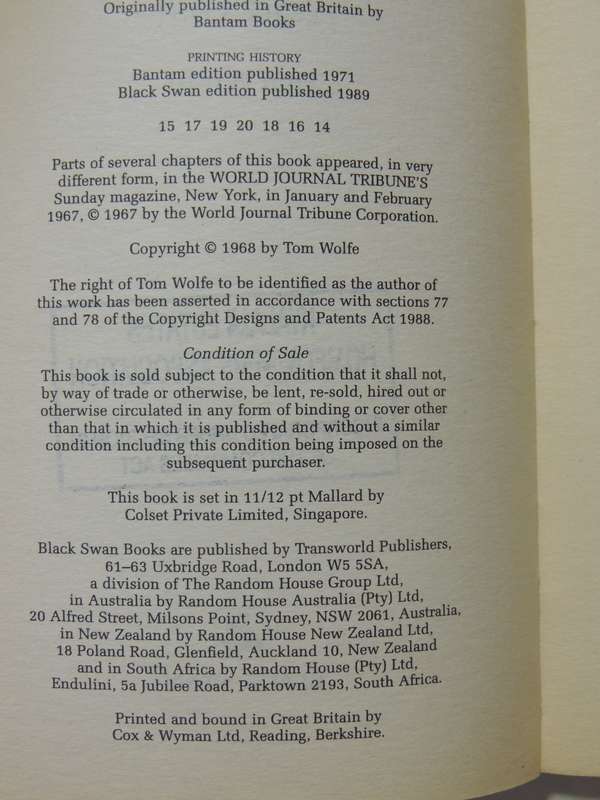 Originally published in Great Britain by
Bantam Books
PRINTING HISTORY
Bantam edition published 1971
Black Swan edition published 1989
15 17 19 20 18 16 14
Parts of several chapters of this book appeared, in very
different form, in the WORLD JOURNAL TRIBUNE'S
Sunday magazine, New York, in January and February
1967, © 1967 by the World Journal Tribune Corporation.
Copyright © 1968 by Tom Wolfe
The right of Tom Wolfe to be identified as the author of
this work has been asserted in accordance with sections 77
and 78 of the Copyright Designs and Patents Act 1988.
Condition of Sale
This book is sold subject to the condition that it shall not,
by way of trade or otherwise, be lent, re-sold, hired out or
otherwise circulated in any form of binding or cover other
than that in which it is published and without a similar
condition including this condition being imposed on the
subsequent purchaser.
This book is set in 11/12 pt Mallard by
Colset Private Limited, Singapore.
Black Swan Books are published by Transworld Publishers,
61–63 Uxbridge Road, London W5 5SA,
a division of The Random House Group Ltd,
in Australia by Random House Australia (Pty) Ltd,
20 Alfred Street, Milsons Point, Sydney, NSW 2061, Australia,
in New Zealand by Random House New Zealand Ltd,
18 Poland Road, Glenfield, Auckland 10, New Zealand
and in South Africa by Random House (Pty) Ltd,
Endulini, 5a Jubilee Road, Parktown 2193, South Africa.
Printed and bound in Great Britain by
Cox & Wyman Ltd, Reading, Berkshire.